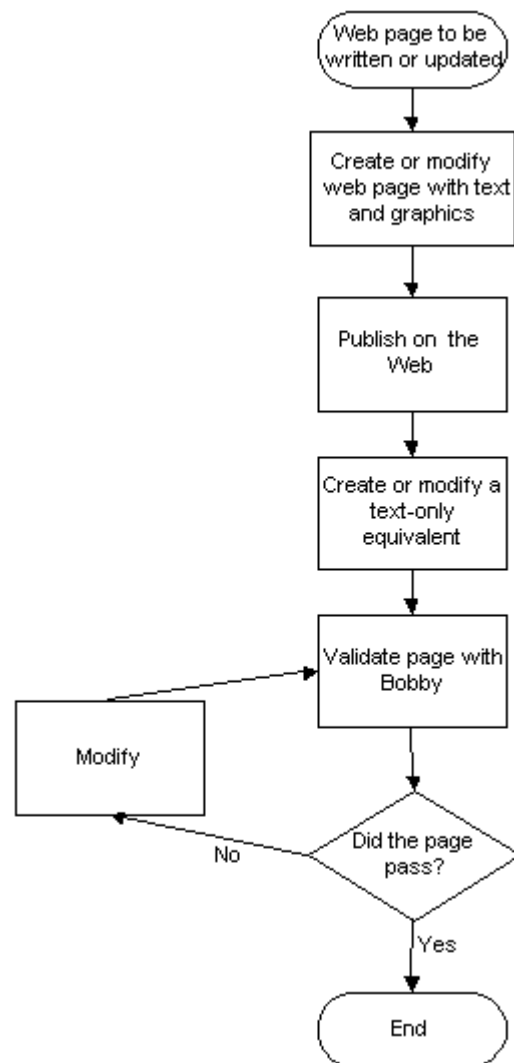 Web page to be
written or updated
Create or modify
web page with text
and graphics
Publish on the
Web
Create or modify a
text-only
equivalent
Validate page with
Bobby
Modify
Did the page
pass?
No
Yes
End